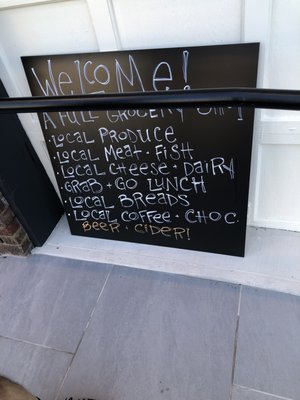 Welcome!
A FULL GROCERY
• LOCAL PRODUCE
• LOCAL MEAT • FISH
• LOCAL CHEESE + DAIRY
• GRAB + GO LUNCH
• LOCAL BREADS
• LOCAL COFFEE • CHOC
BEER • CIDER!